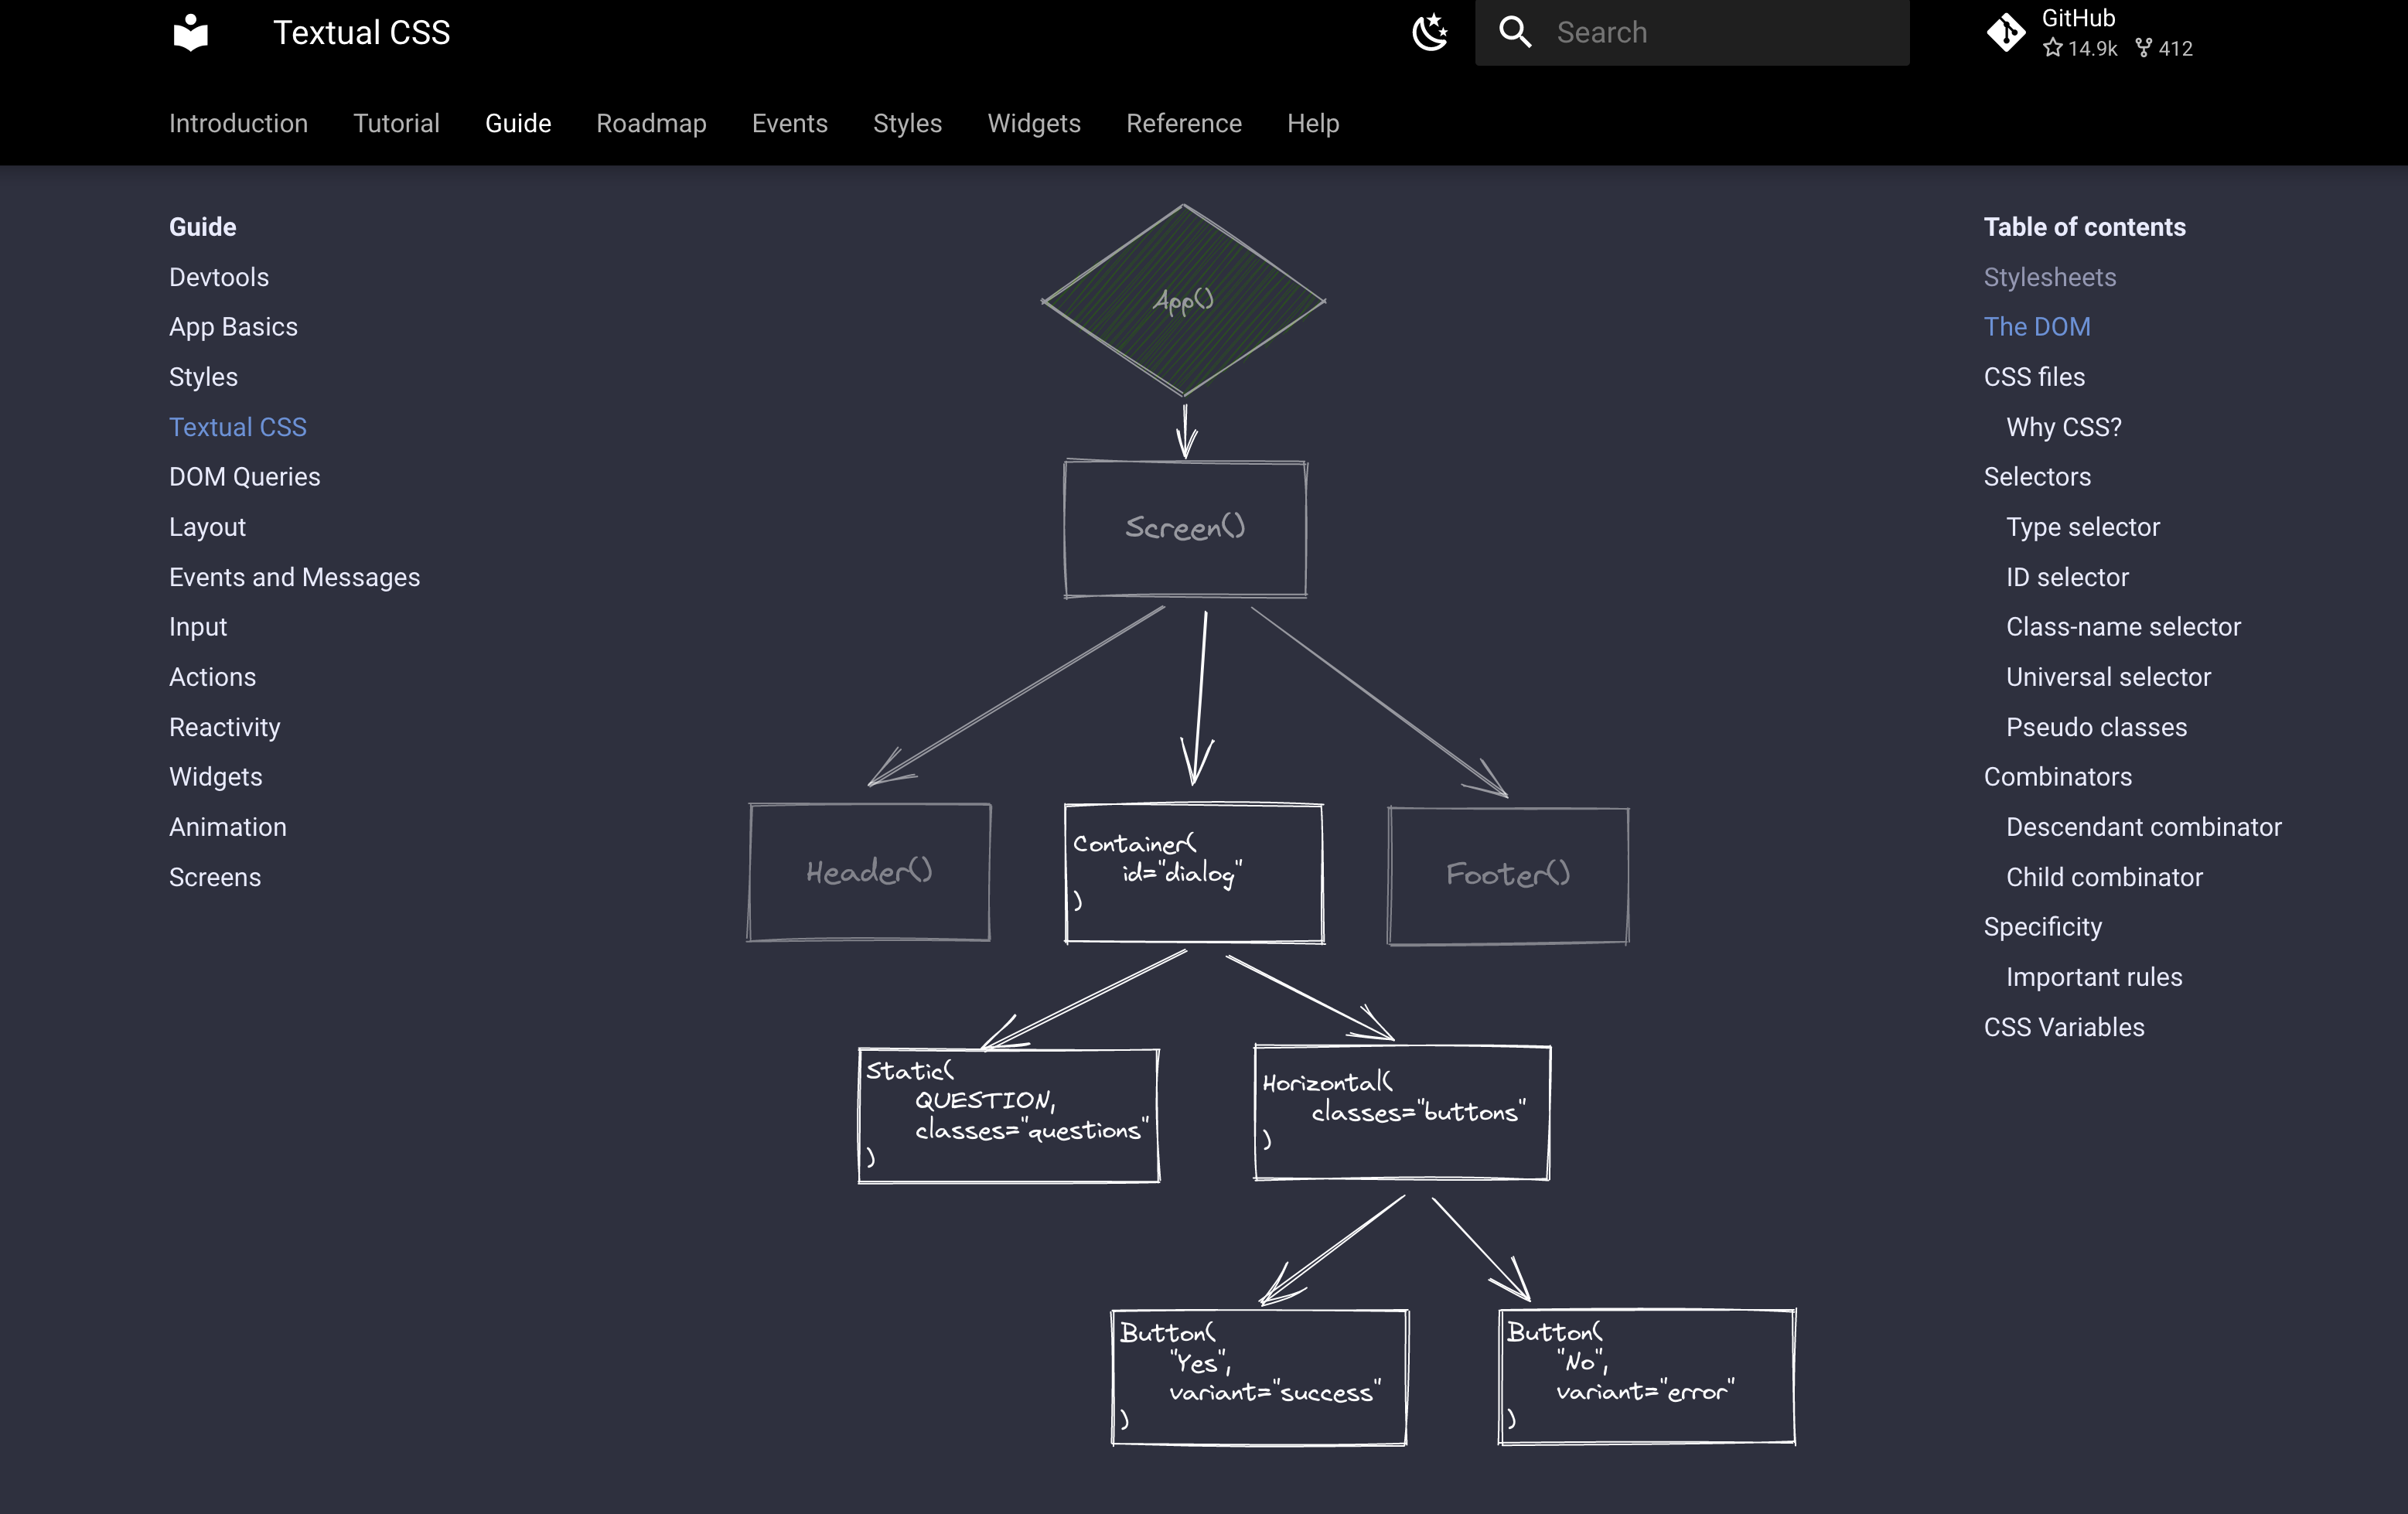 Textual CSS
Search
GitHub
14.9k 412
Introduction Tutorial Guide Roadmap Events Styles Widgets Reference Help
Guide
Devtools
App Basics
Styles
Textual CSS
DOM Queries
Layout
Events and Messages
Input
Actions
Reactivity
Widgets
Animation
Screens
App()
Screen()
Header()
Container(
id="dialog"
)
Footer()
Static(
QUESTION,
classes="questions"
)
Horizontal(
classes="buttons"
)
Button(
"Yes",
variant="success"
)
Button(
"No",
variant="error"
)
Table of contents
Stylesheets
The DOM
CSS files
Why CSS?
Selectors
Type selector
ID selector
Class-name selector
Universal selector
Pseudo classes
Combinators
Descendant combinator
Child combinator
Specificity
Important rules
CSS Variables